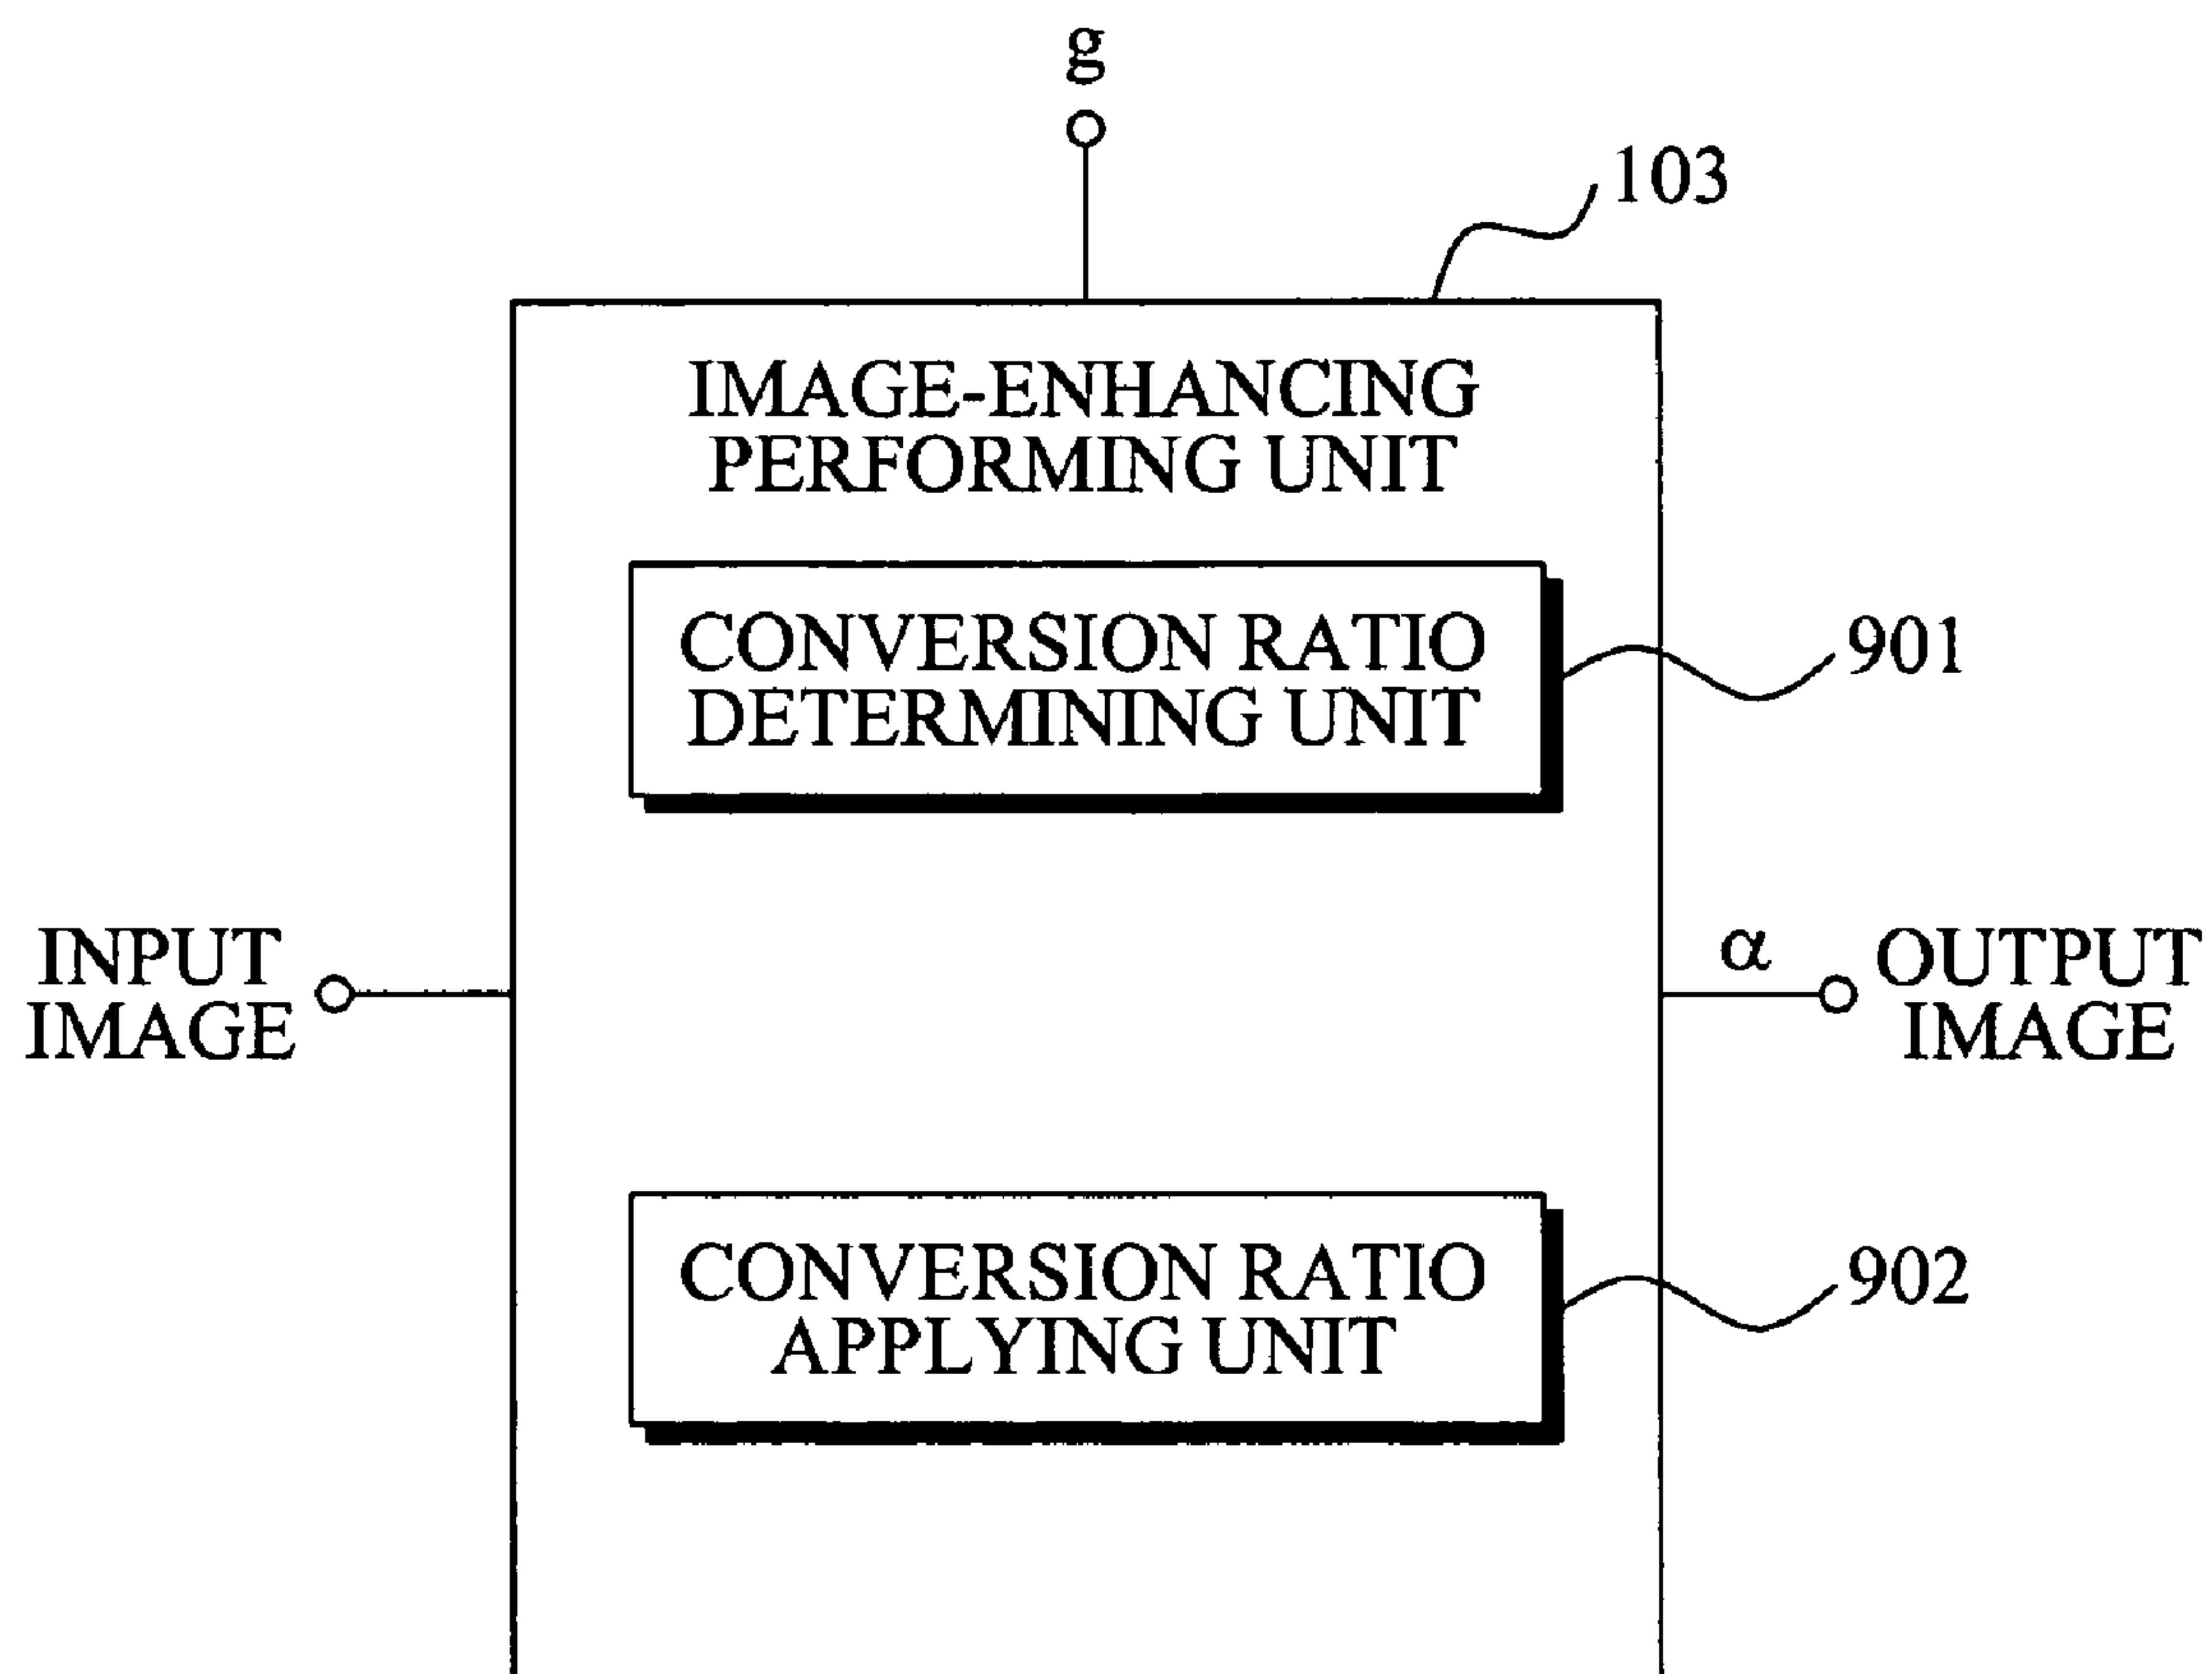 g
103
IMAGE-ENHANCING
PERFORMING UNIT
CONVERSION RATIO
DETERMINING UNIT
901
INPUT
IMAGE
α
OUTPUT
IMAGE
CONVERSION RATIO
APPLYING UNIT
902